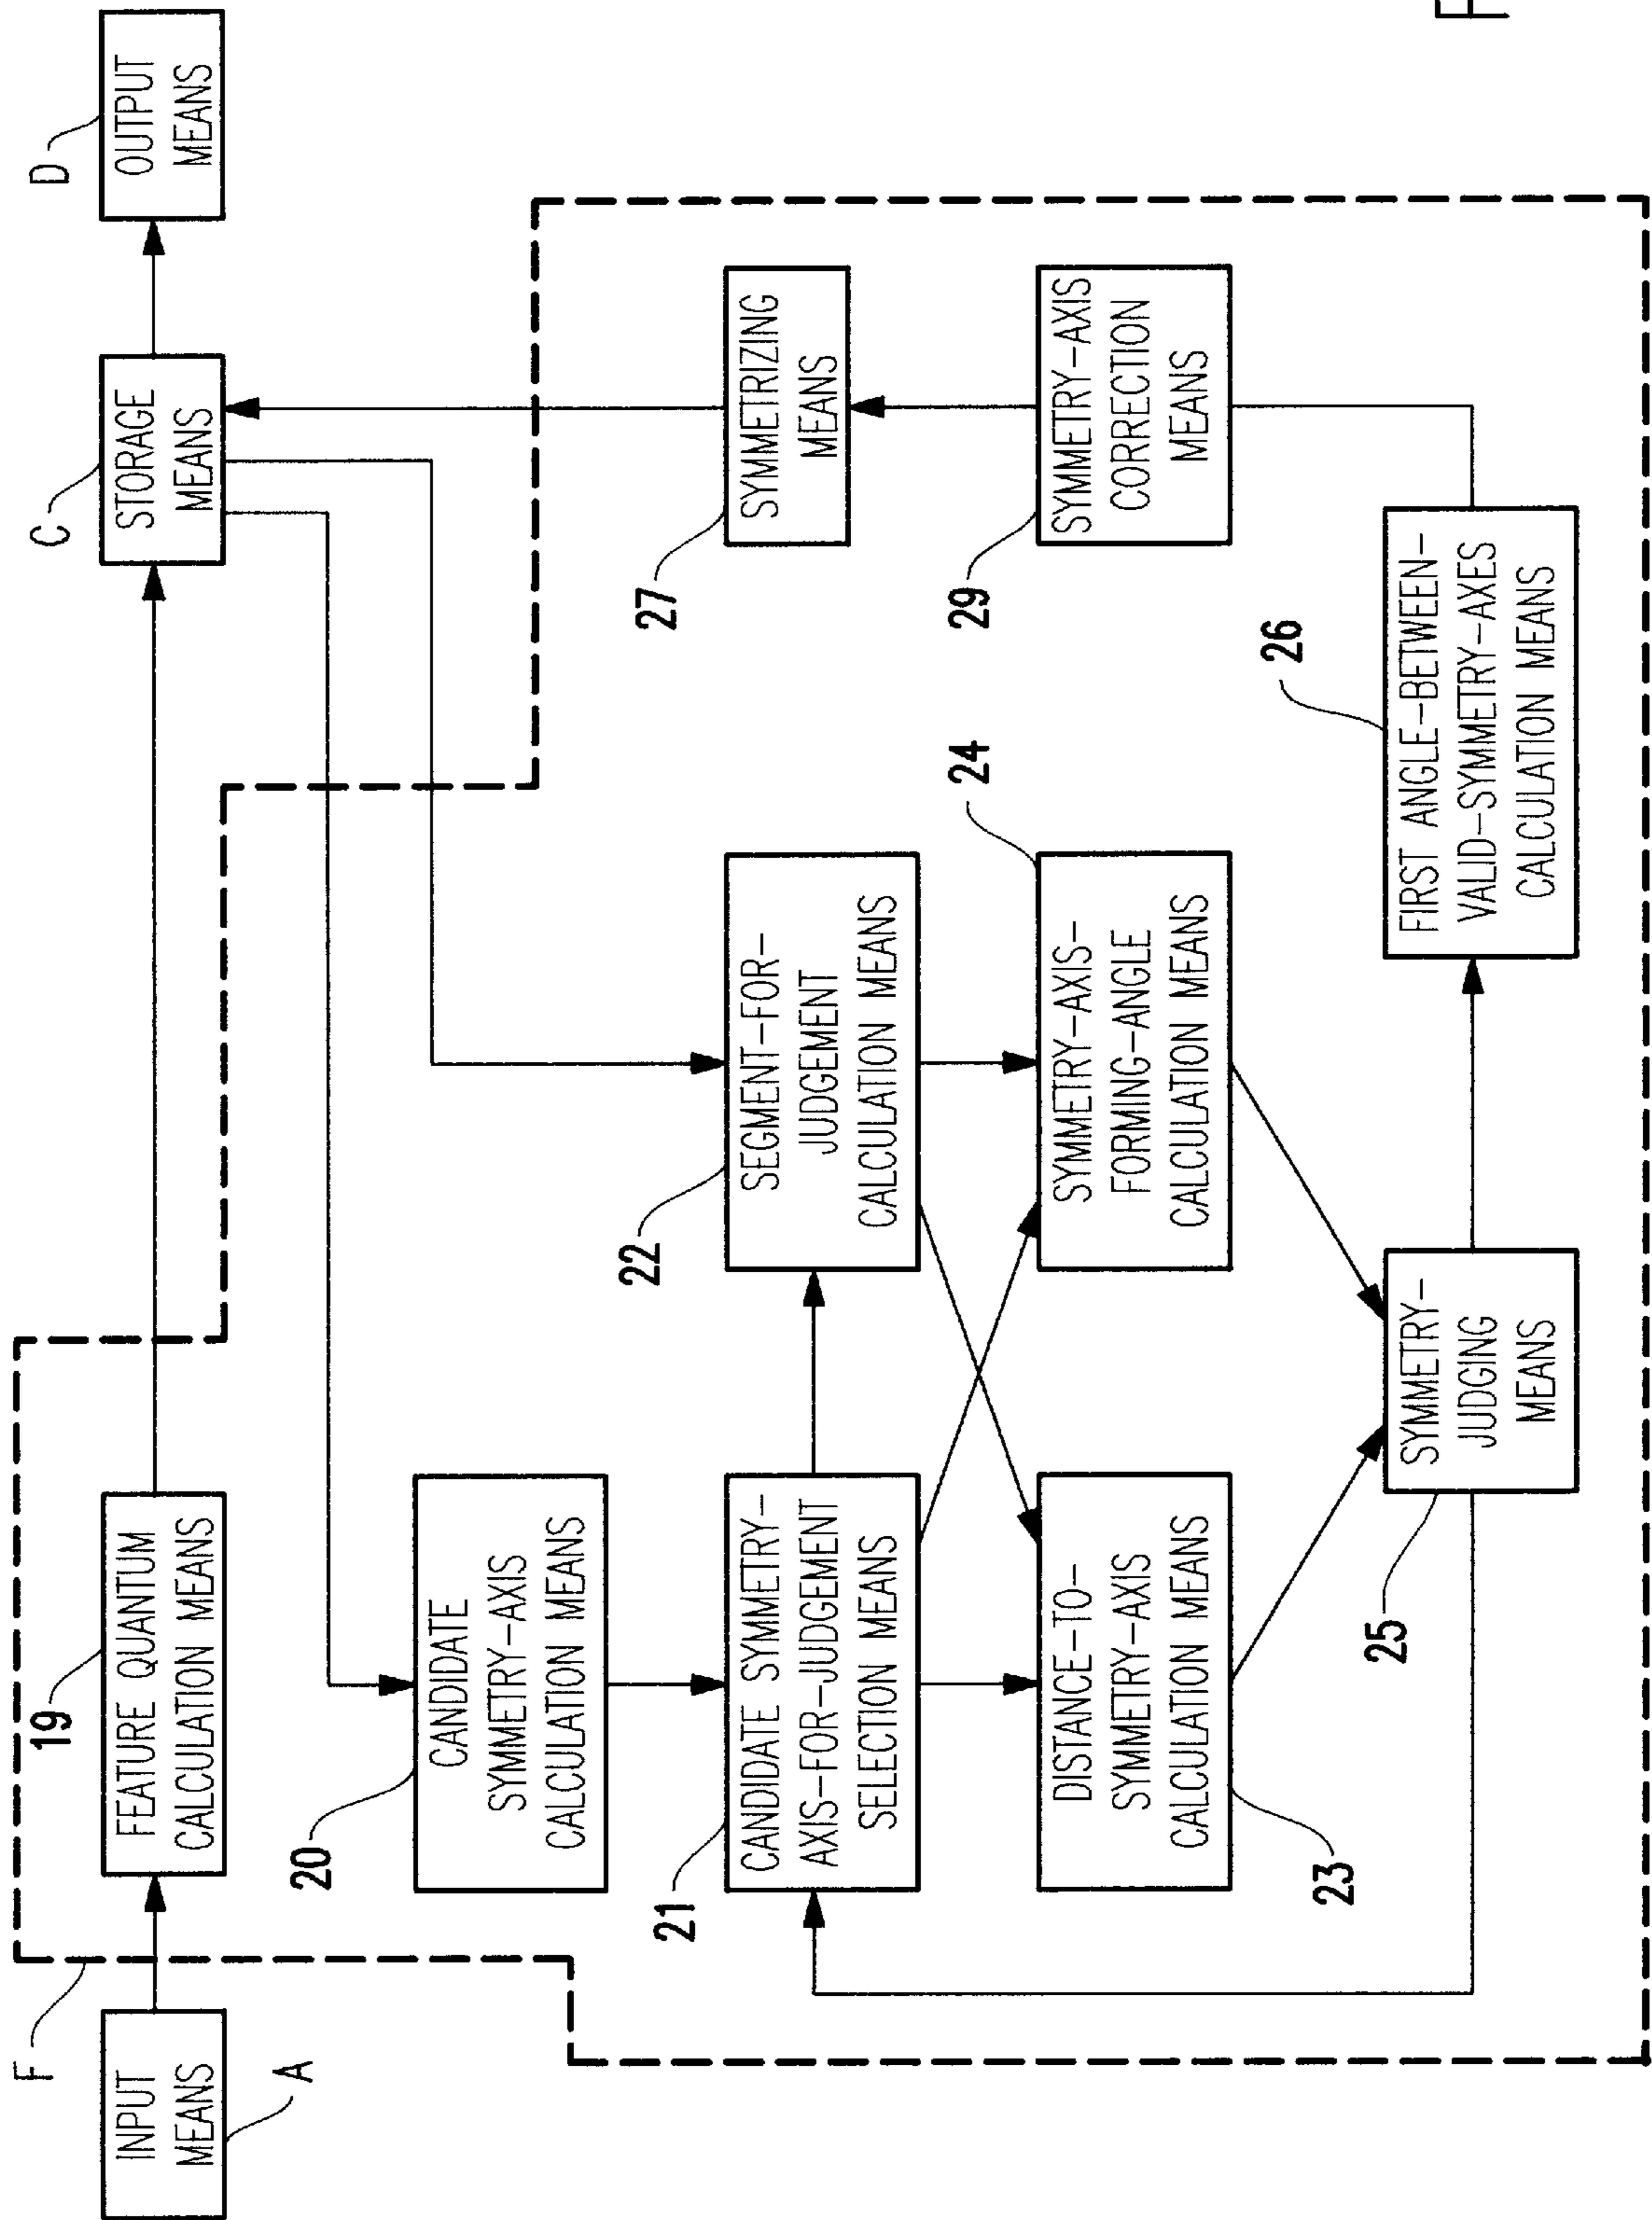 F
INPUT
MEANS
A
19
FEATURE QUANTUM
CALCULATION MEANS
C
STORAGE
MEANS
D
OUTPUT
MEANS
20
CANDIDATE
SYMMETRY-AXIS
CALCULATION MEANS
21
CANDIDATE SYMMETRY-
AXIS-FOR-JUDGEMENT
SELECTION MEANS
22
SEGMENT-FOR-
JUDGEMENT
CALCULATION MEANS
27
SYMMETRIZING
MEANS
DISTANCE-TO-
SYMMETRY-AXIS
CALCULATION MEANS
23
24
SYMMETRY-AXIS-
FORMING-ANGLE
CALCULATION MEANS
29
SYMMETRY-AXIS
CORRECTION
MEANS
25
SYMMETRY-
JUDGING
MEANS
26
FIRST ANGLE-BETWEEN-
VALID-SYMMETRY-AXES
CALCULATION MEANS